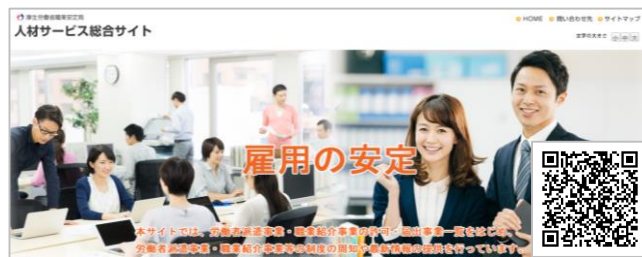 厚生労働省職業安定局
人材サービス総合サイト
HOME 問い合わせ先 サイトマップ
文字の大きさ 小 中 大
雇用の安定
本サイトでは、労働者派遣事業・職業紹介事業の許可・届出事業一覧をはじめ、
労働者派遣事業・職業紹介事業等の制度の周知や最新情報の提供を行っています。